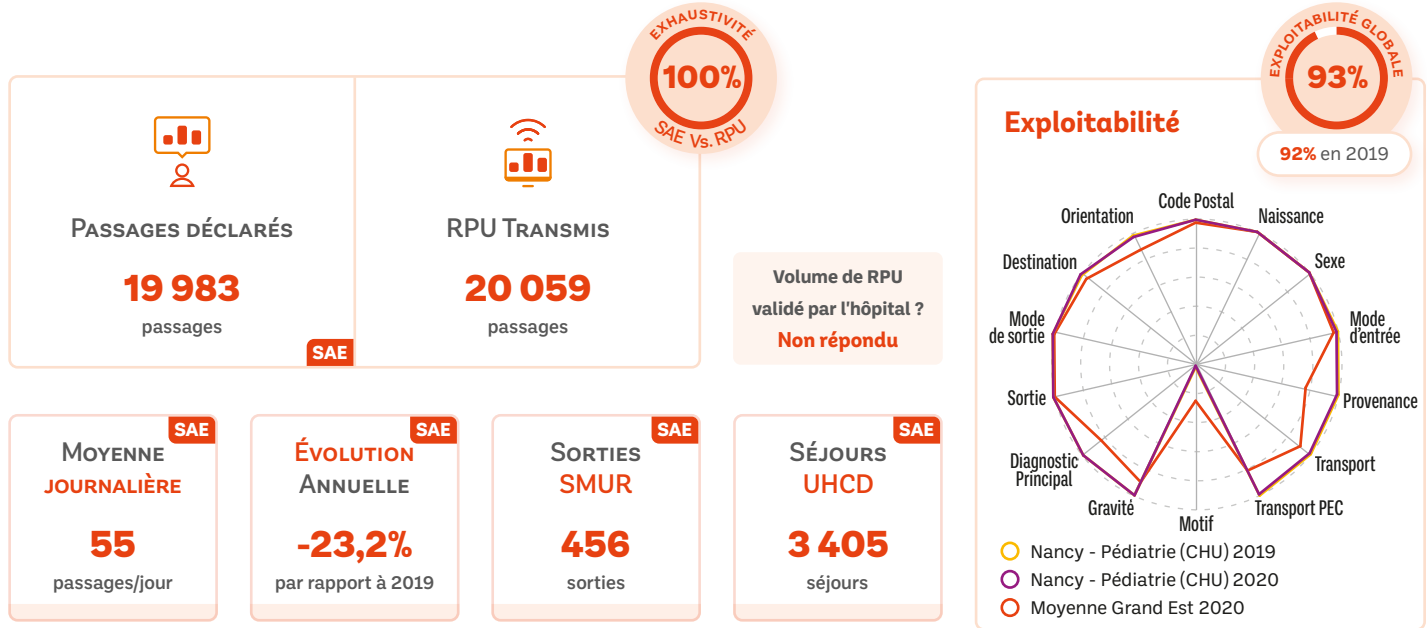 EXHAUSTIVITÉ
100%
SAE Vs. RPU
PASSAGES DÉCLARÉS
19 983
passages
SAE
RPU TRANSMIS
20 059
passages
Volume de RPU
validé par l'hôpital ?
Non répondu
SAE
MOYENNE
JOURNALIÈRE
55
passages/jour
SAE
ÉVOLUTION
ANNUELLE
-23,2%
par rapport à 2019
SAE
SORTIES
SMUR
456
sorties
SAE
SÉJOURS
UHCD
3 405
séjours
EXPLOITABILITÉ GLOBALE
93%
92% en 2019
Exploitabilité
Code Postal
Naissance
Sexe
Mode
d'entrée
Provenance
Transport
Transport PEC
Motif
Gravité
Diagnostic
Principal
Sortie
Mode
de sortie
Destination
Orientation
Nancy - Pédiatrie (CHU) 2019
Nancy - Pédiatrie (CHU) 2020
Moyenne Grand Est 2020